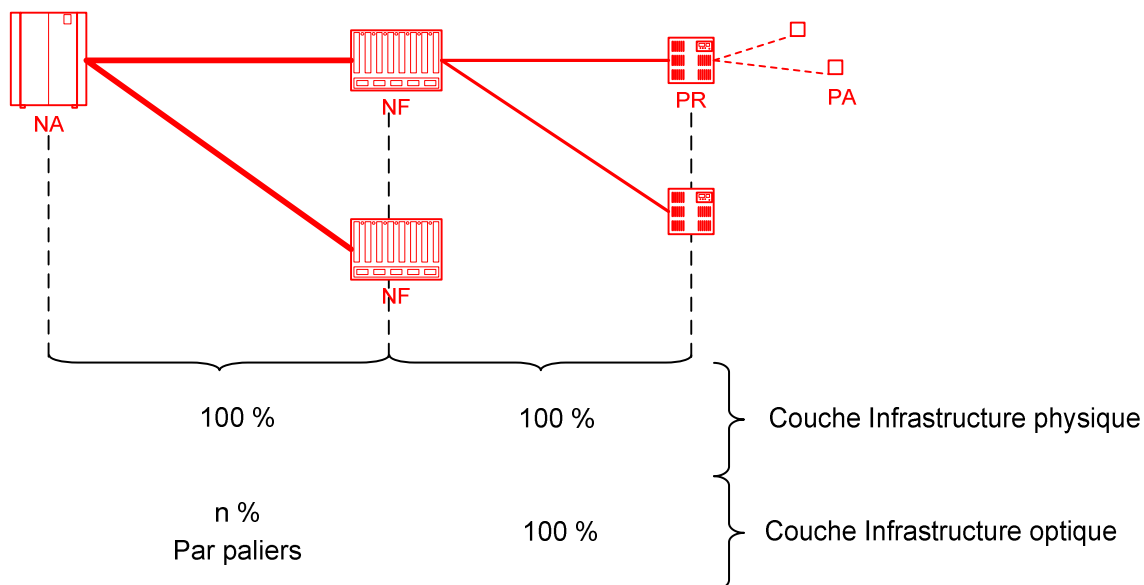 NA
NF
PR
PA
NF
100 %
100 %
Couche Infrastructure physique
n %
Par paliers
100 %
Couche Infrastructure optique